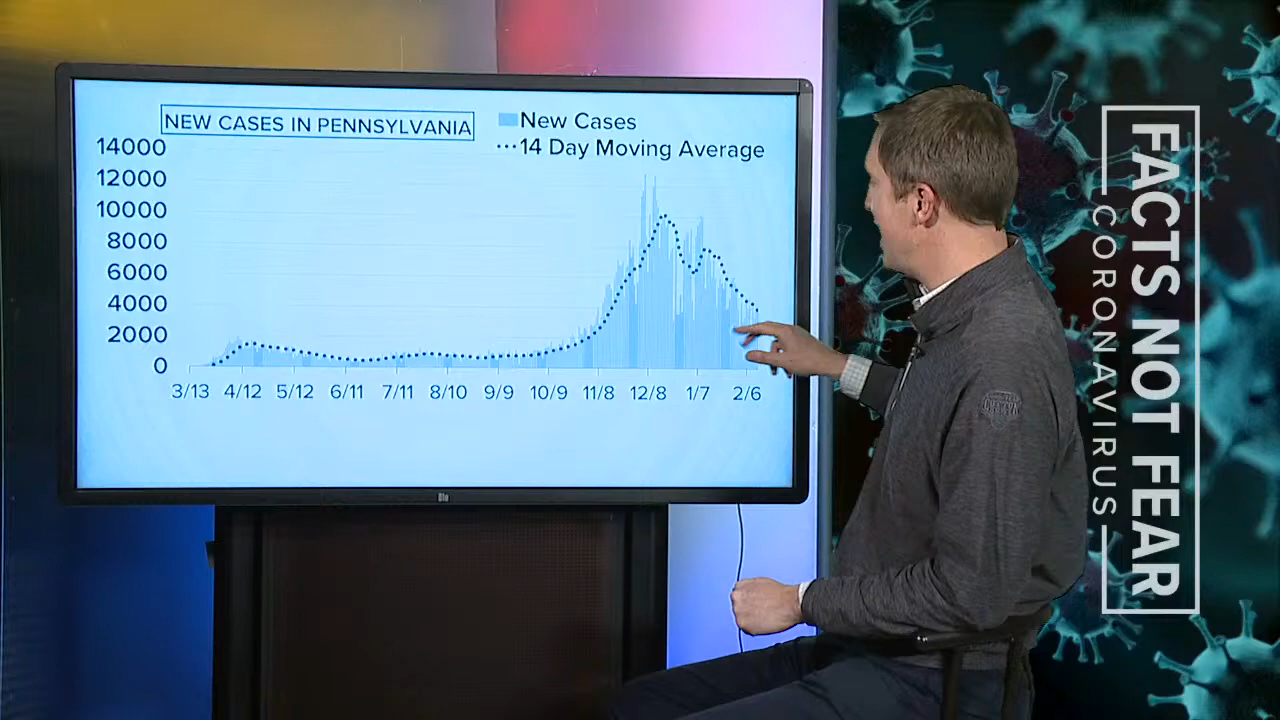 NEW CASES IN PENNSYLVANIA
New Cases
14 Day Moving Average
14000
12000
10000
8000
6000
4000
2000
0
3/13 4/12 5/12 6/11 7/11 8/10 9/9 10/9 11/8 12/8 1/7 2/6
FACTS NOT FEAR
CORONAVIRUS